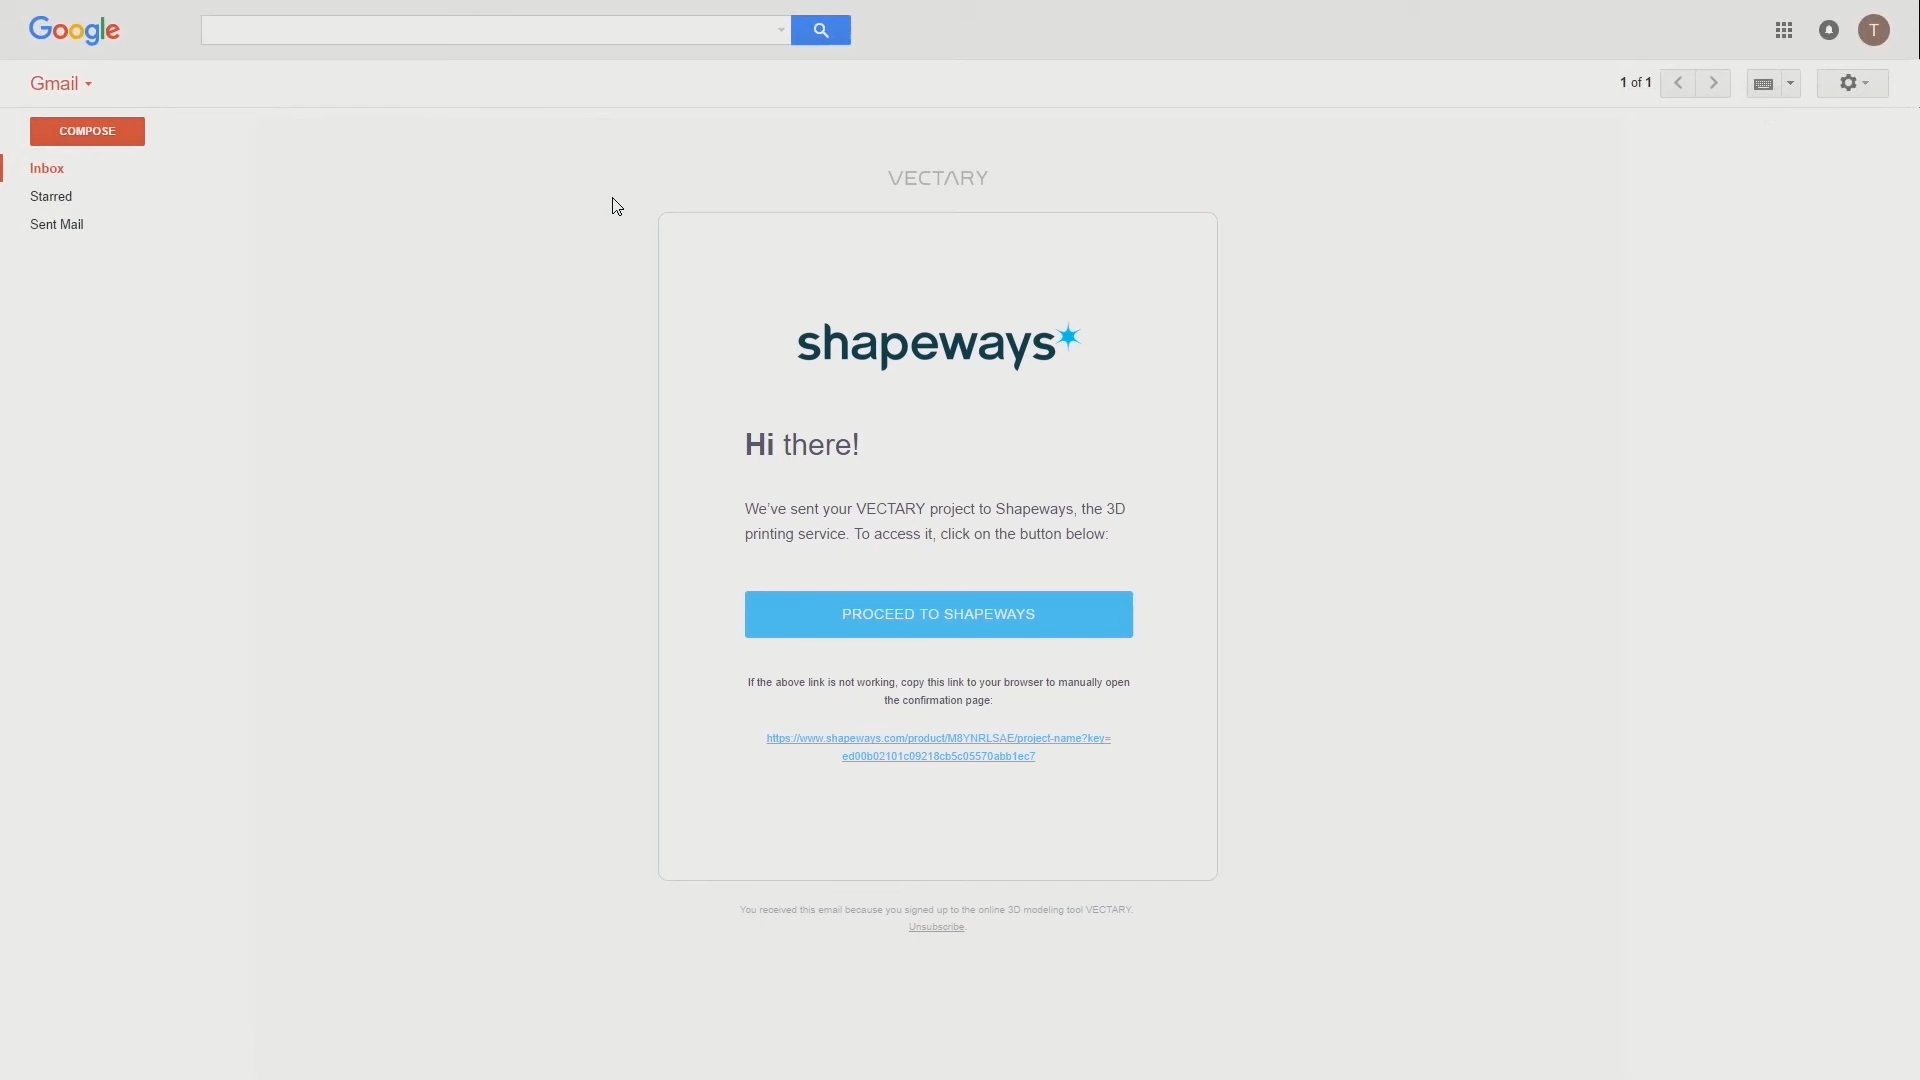 Google
T
Gmail
1 of 1
COMPOSE
Inbox
Starred
Sent Mail
VECTARY
shapeways
Hi there!
We've sent your VECTARY project to Shapeways, the 3D
printing service. To access it, click on the button below:
PROCEED TO SHAPEWAYS
If the above link is not working, copy this link to your browser to manually open
the confirmation page:
https://www.shapeways.com/product/M8YNRLSAE/project-name?key=
ed00b02101c09218cb5c05570abb1ec7
You received this email because you signed up to the online 3D modeling tool VECTARY.
Unsubscribe.